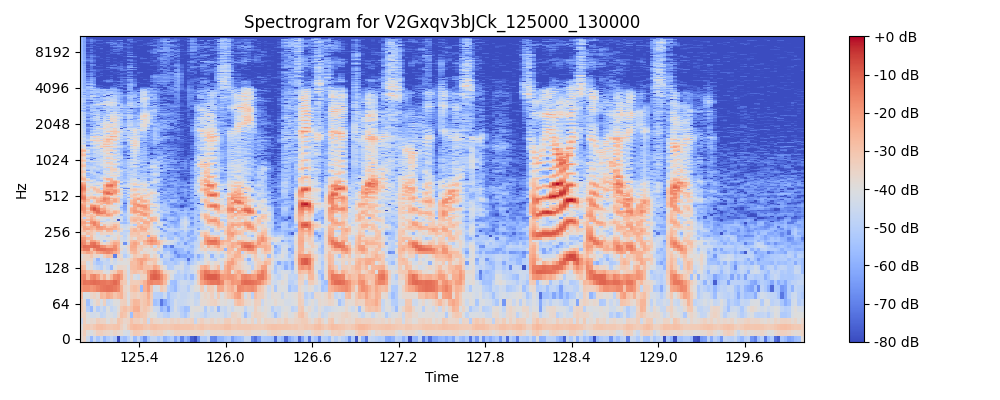 Spectrogram for V2Gxqv3bJCk_125000_130000
Hz
8192
4096
2048
1024
512
256
128
64
0
125.4 126.0 126.6 127.2 127.8 128.4 129.0 129.6
Time
+0 dB
-10 dB
-20 dB
-30 dB
-40 dB
-50 dB
-60 dB
-70 dB
-80 dB